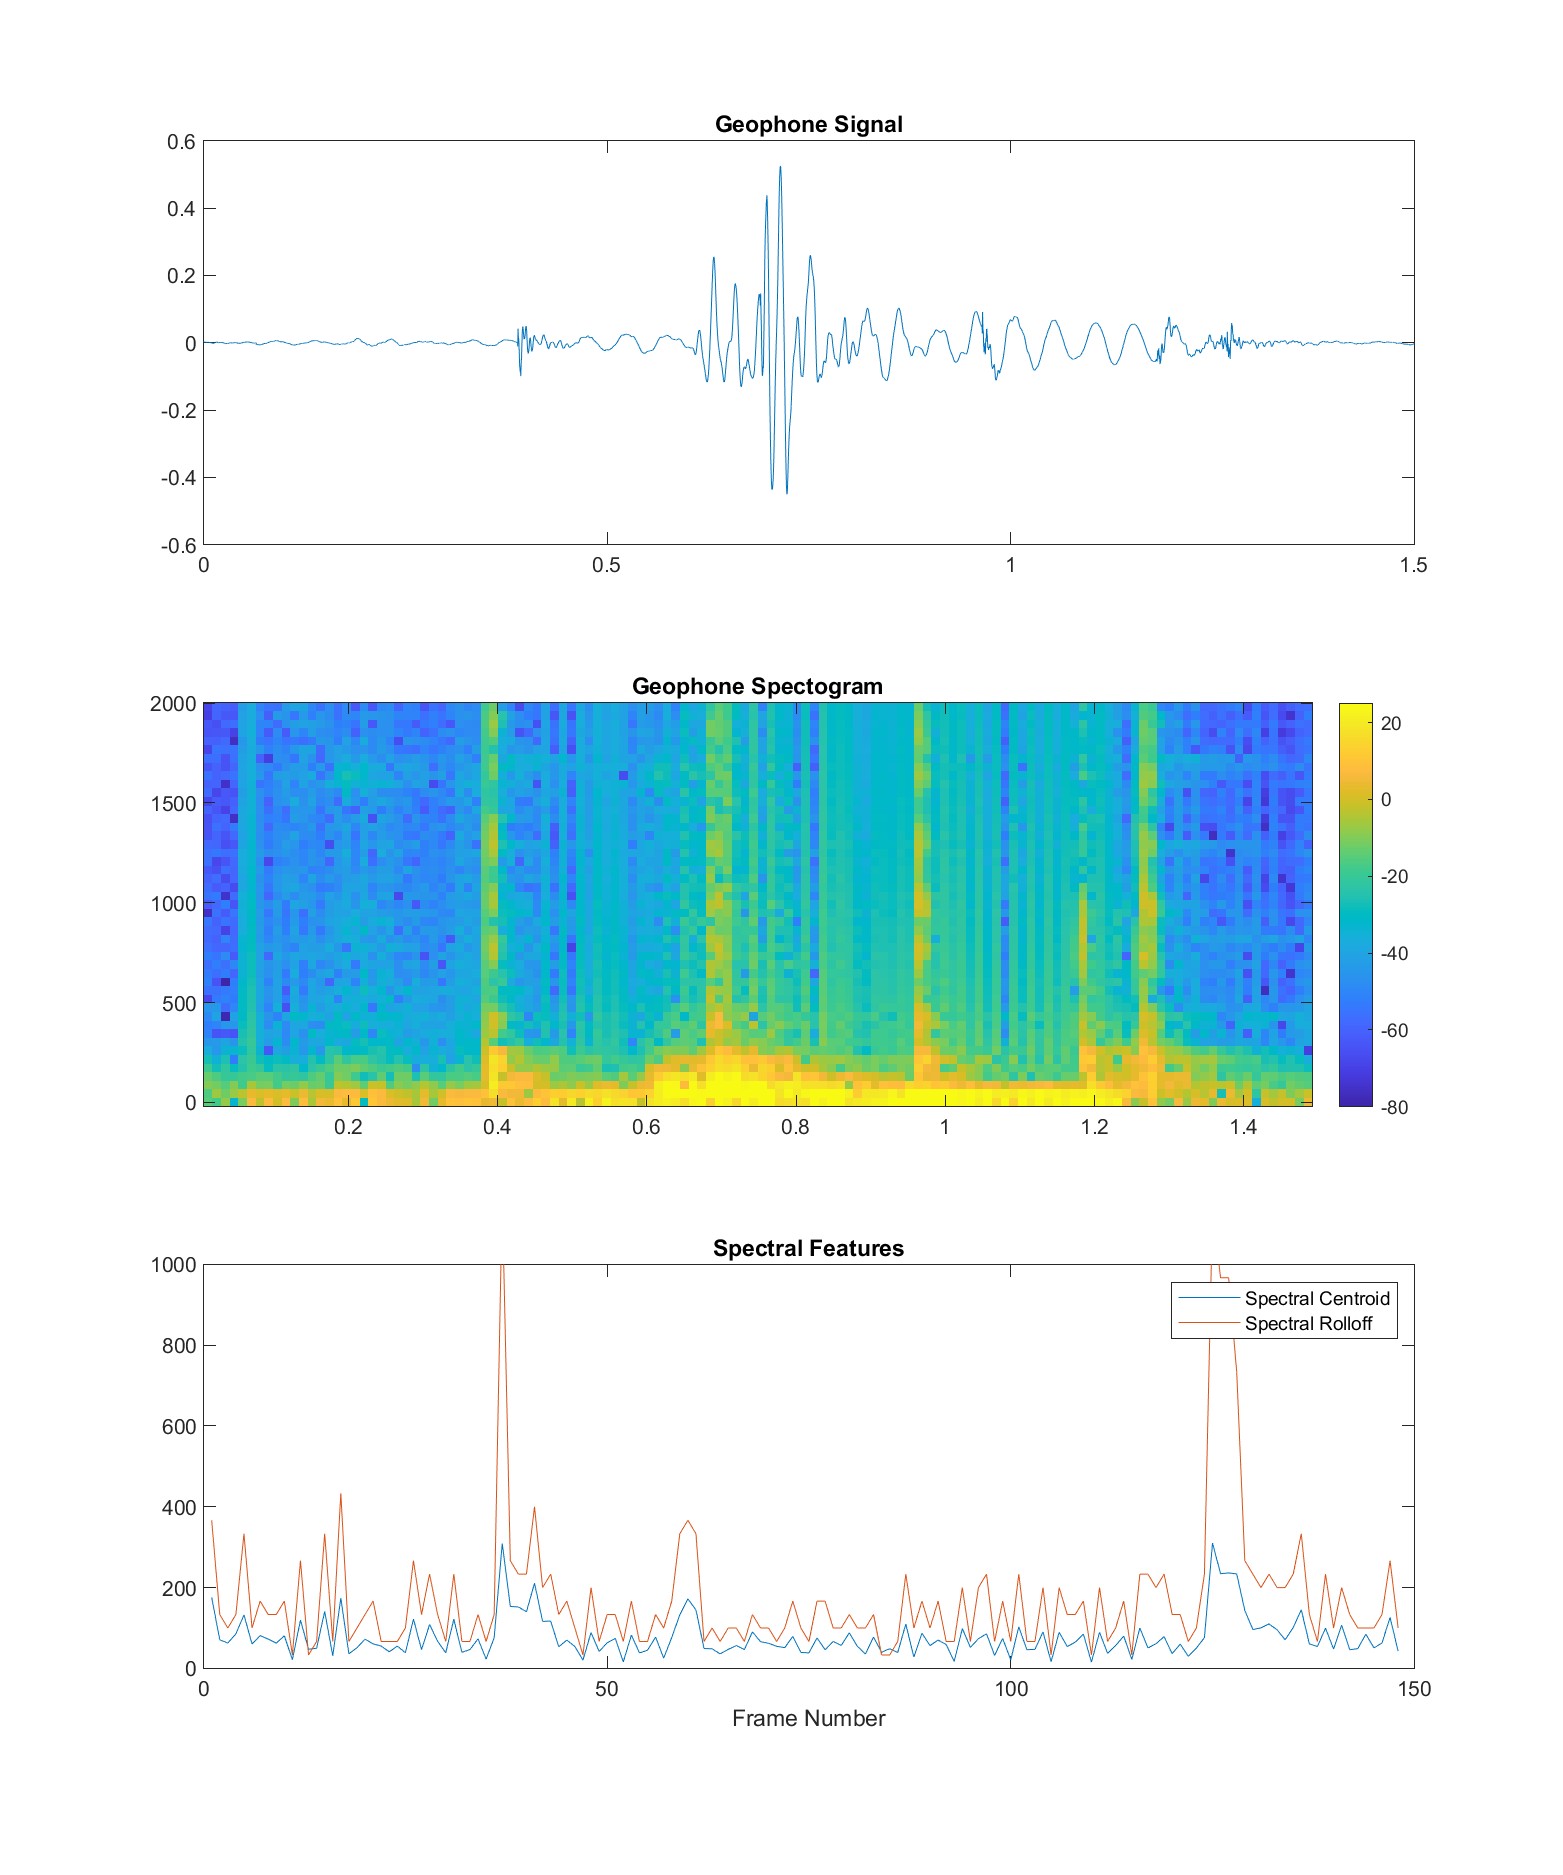 Geophone Signal
0.6
0.4
0.2
0
-0.2
-0.4
-0.6
0 0.5 1 1.5
Geophone Spectogram
2000
1500
1000
500
0
0.2 0.4 0.6 0.8 1 1.2 1.4
20
0
-20
-40
-60
-80
Spectral Features
1000
800
600
400
200
0
Spectral Centroid
Spectral Rolloff
0 50 100 150
Frame Number